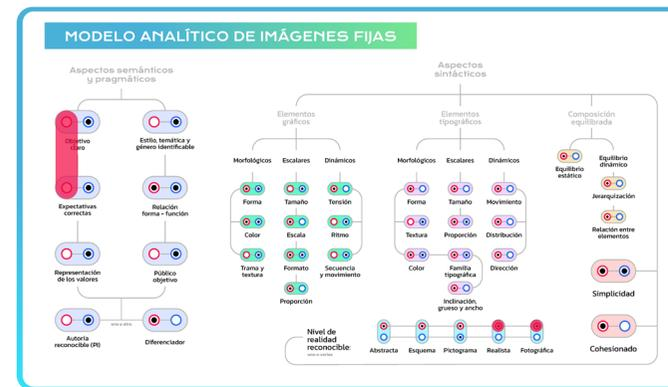 MODELO ANALÍTICO DE IMÁGENES FIJAS
Aspectos semánticos
y pragmáticos
Objetivo
claro
Estilo, temática y
género identificable
Expectativas
correctas
Relación
forma - función
Representación
de los valores
Público
objetivo
Autoría
reconocible (PI)
uno u otro
Diferenciador
Aspectos
sintácticos
Elementos
gráficos
Morfológicos
Escalares
Dinámicos
Forma
Tamaño
Tensión
Color
Escala
Ritmo
Trama y
textura
Formato
Secuencia
y movimiento
Proporción
Elementos
tipográficos
Morfológicos
Escalares
Dinámicos
Forma
Tamaño
Movimiento
Textura
Proporción
Distribución
Color
Familia
tipográfica
Dirección
Inclinación,
grueso y ancho
Composición
equilibrada
Equilibrio
estático
Equilibrio
dinámico
Jerarquización
Relación entre
elementos
Simplicidad
Cohesionado
Nivel de
realidad
reconocible:
uno o varios
Abstracta
Esquema
Pictograma
Realista
Fotográfica